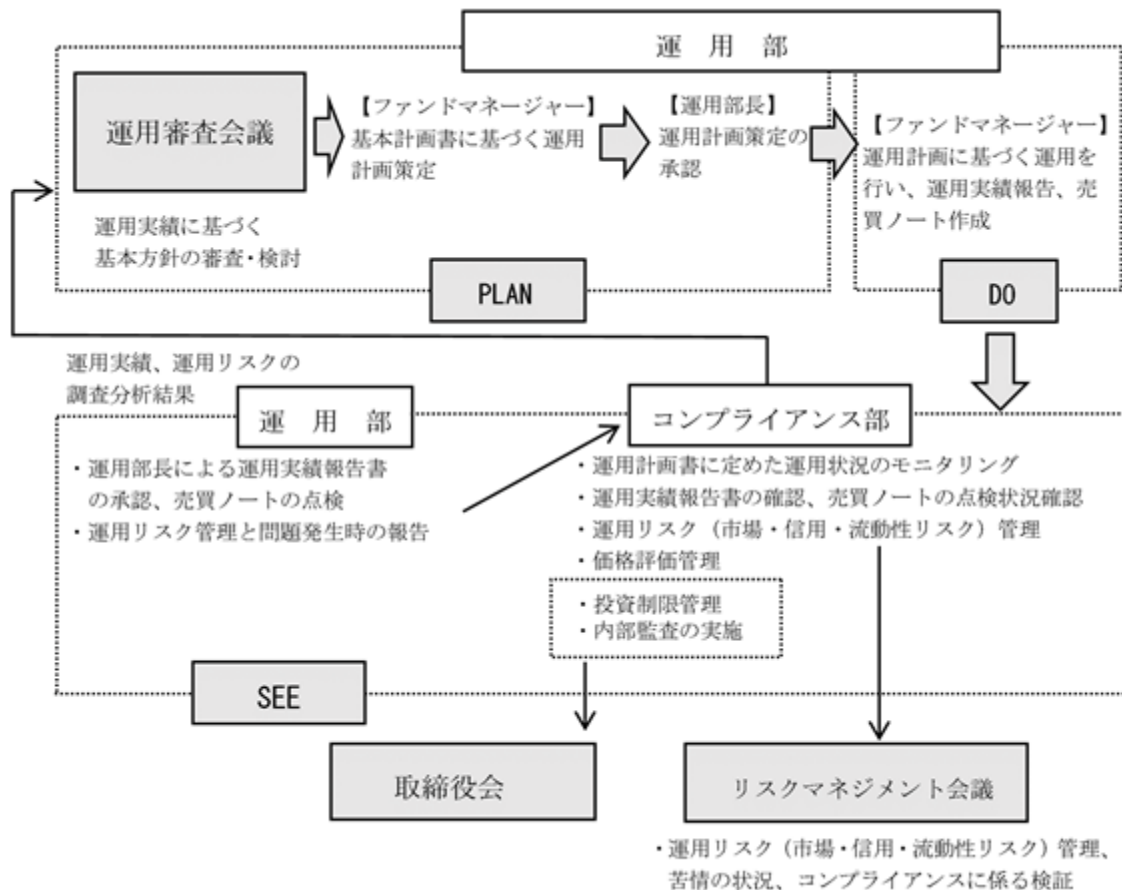 運 用 部
運用審査会議
運用実績に基づく
基本方針の審査・検討
【ファンドマネージャー】
基本計画書に基づく運用
計画策定
【運用部長】
運用計画策定の
承認
【ファンドマネージャー】
運用計画に基づく運用を
行い、運用実績報告、売
買ノート作成
PLAN
DO
運用実績、運用リスクの
調査分析結果
運 用 部
・運用部長による運用実績報告書
の承認、売買ノートの点検
・運用リスク管理と問題発生時の報告
コンプライアンス部
・運用計画書に定めた運用状況のモニタリング
・運用実績報告書の確認、売買ノートの点検状況確認
・運用リスク（市場・信用・流動性リスク）管理
・価格評価管理
・投資制限管理
・内部監査の実施
SEE
取締役会
リスクマネジメント会議
・運用リスク（市場・信用・流動性リスク）管理、
苦情の状況、コンプライアンスに係る検証